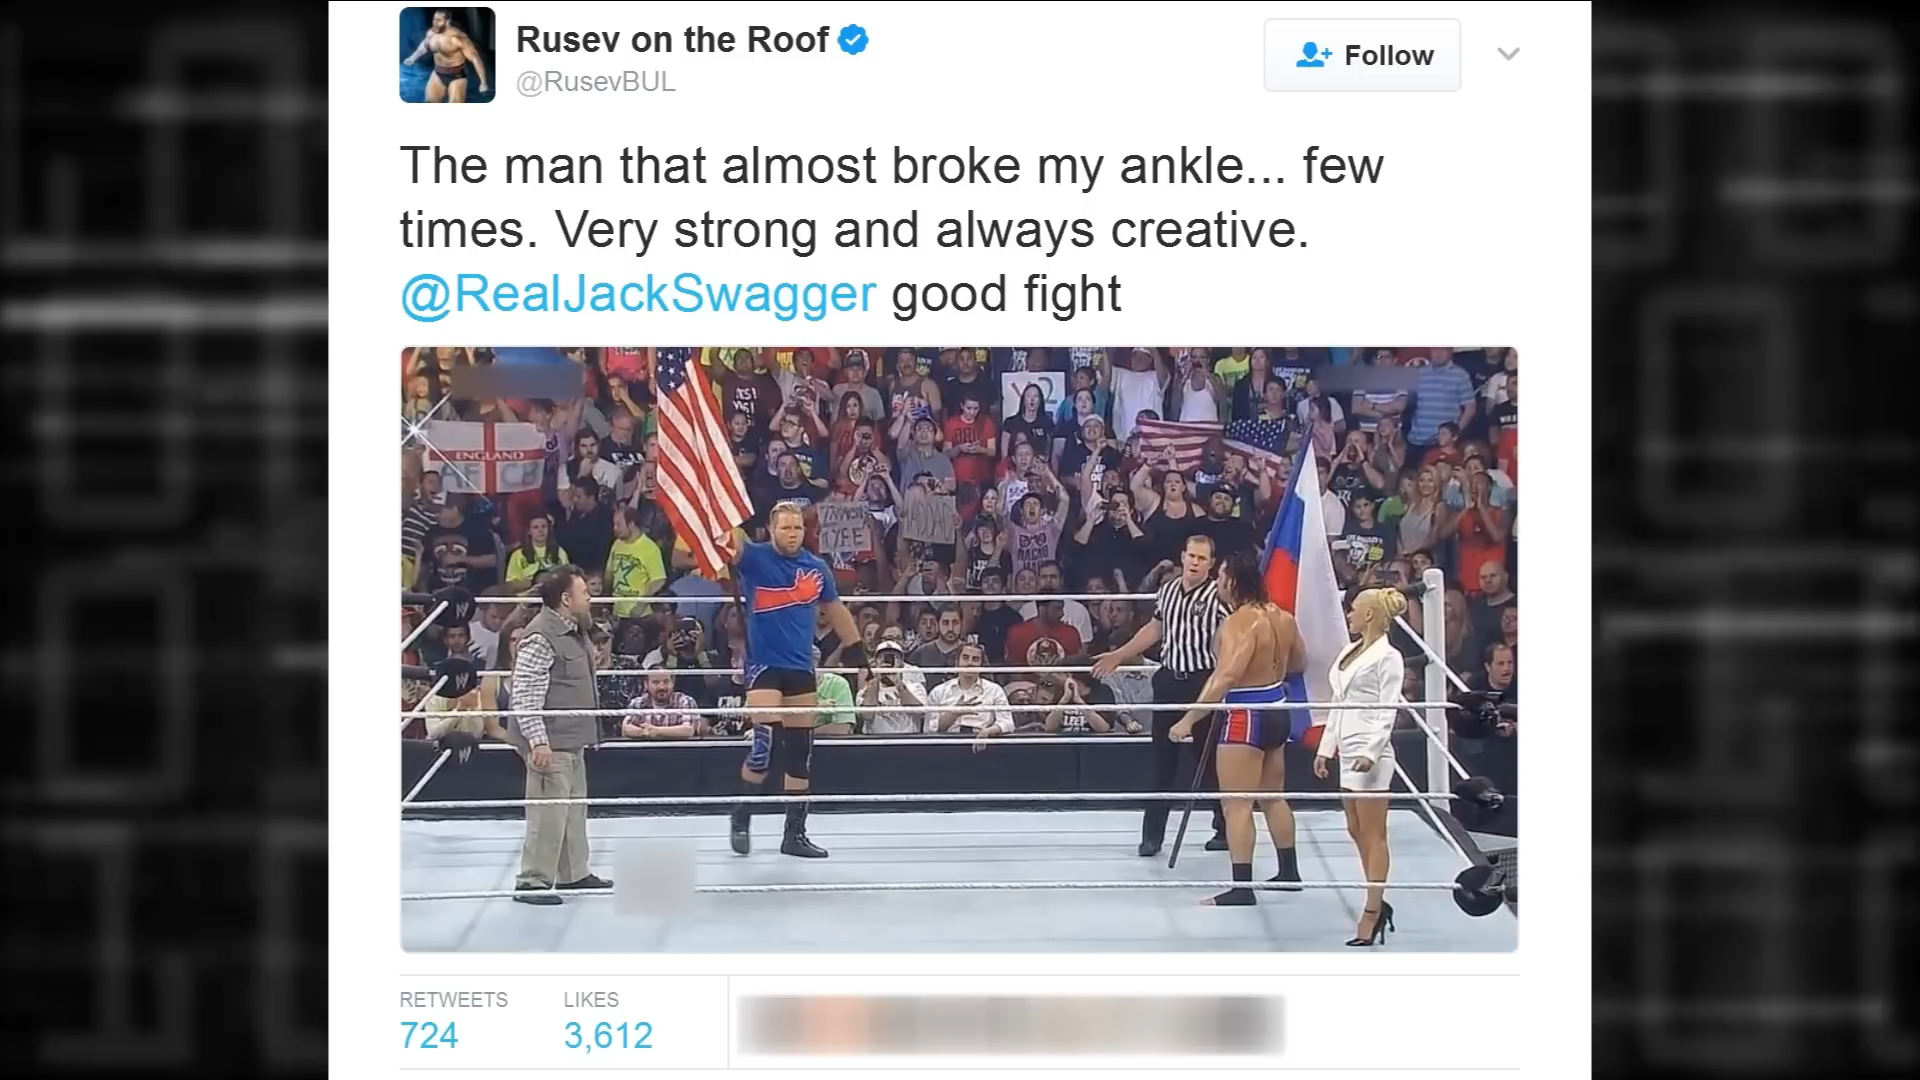 Rusev on the Roof
@RusevBUL
Follow
The man that almost broke my ankle... few
times. Very strong and always creative.
@RealJackSwagger good fight
Y2
ENGLAND
RETWEETS
LIKES
724
3,612